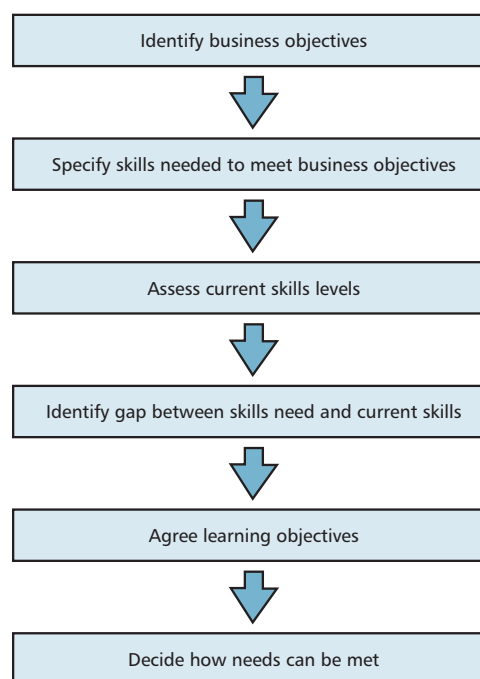 Identify business objectives
Specify skills needed to meet business objectives
Assess current skills levels
Identify gap between skills need and current skills
Agree learning objectives
Decide how needs can be met